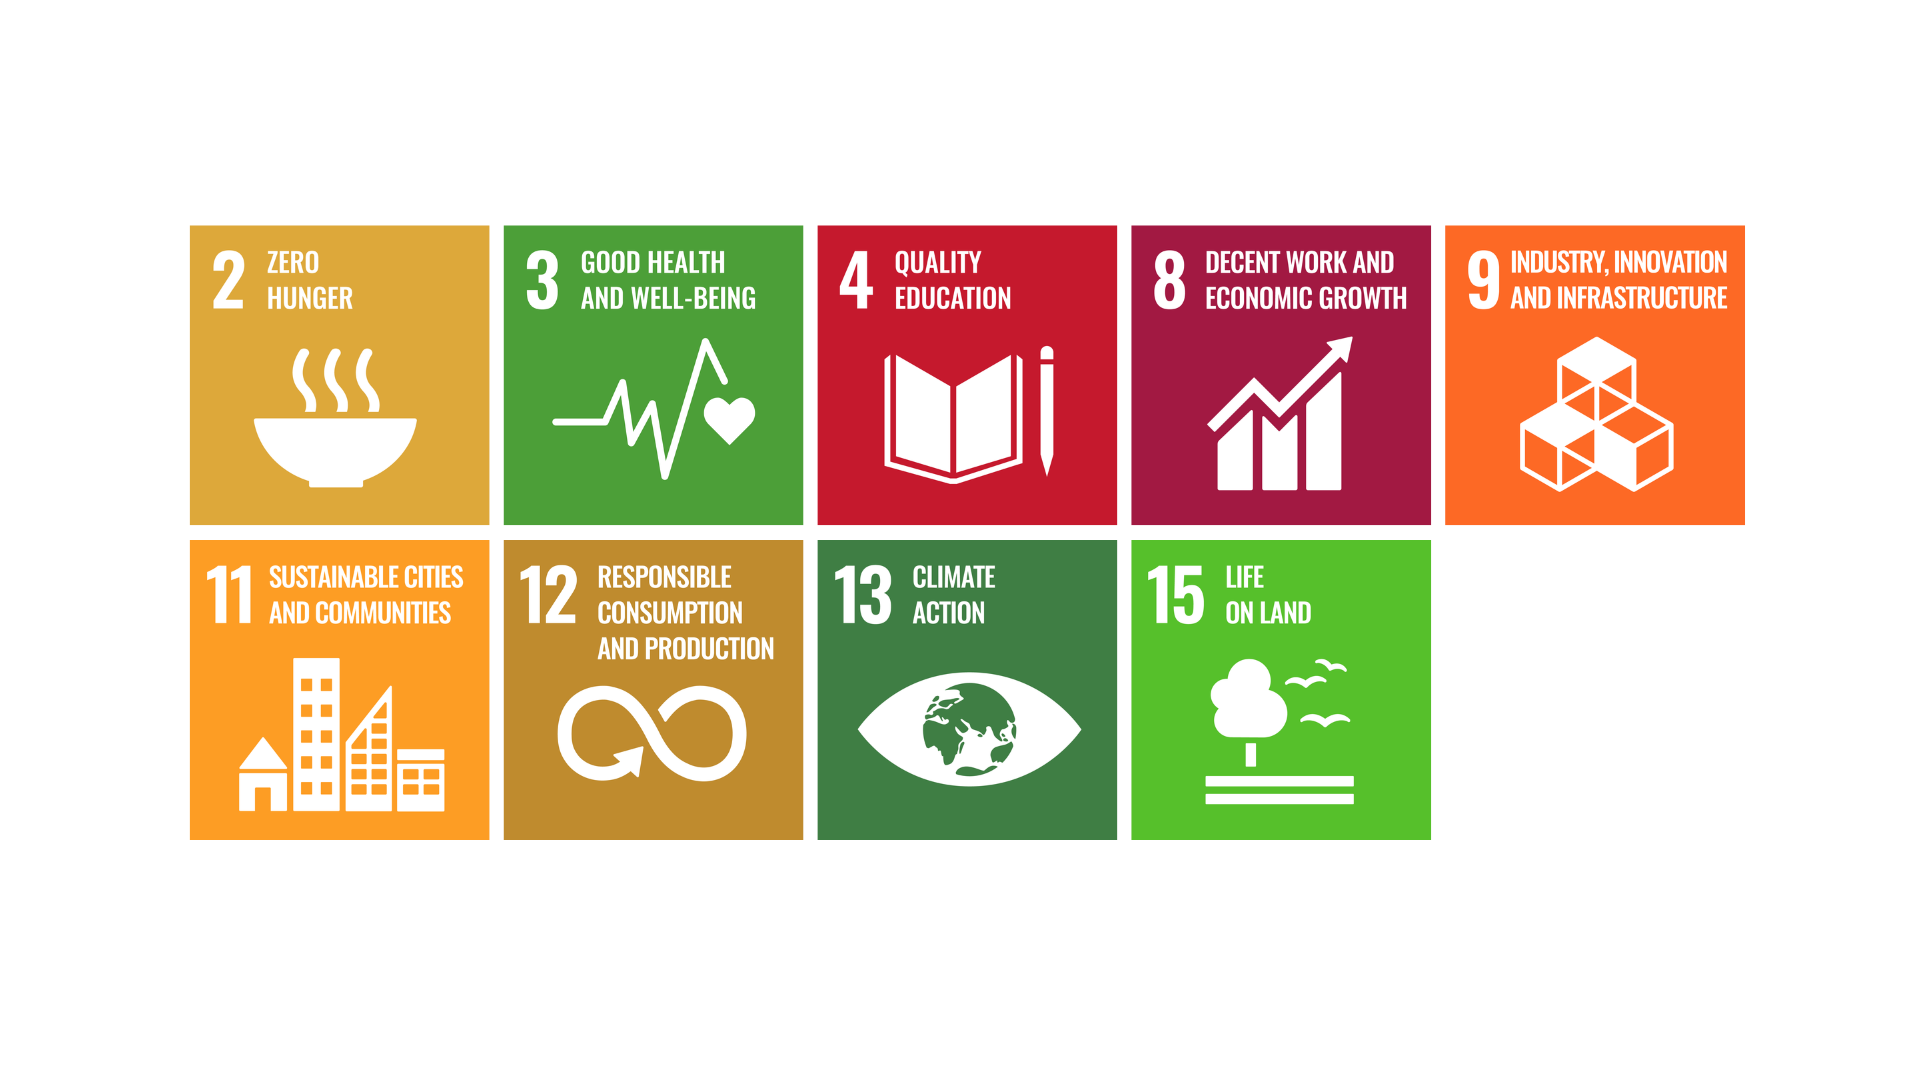 2 ZERO
HUNGER
3 GOOD HEALTH
AND WELL-BEING
4 QUALITY
EDUCATION
8 DECENT WORK AND
ECONOMIC GROWTH
9 INDUSTRY, INNOVATION
AND INFRASTRUCTURE
11 SUSTAINABLE CITIES
AND COMMUNITIES
12 RESPONSIBLE
CONSUMPTION
AND PRODUCTION
13 CLIMATE
ACTION
15 LIFE
ON LAND